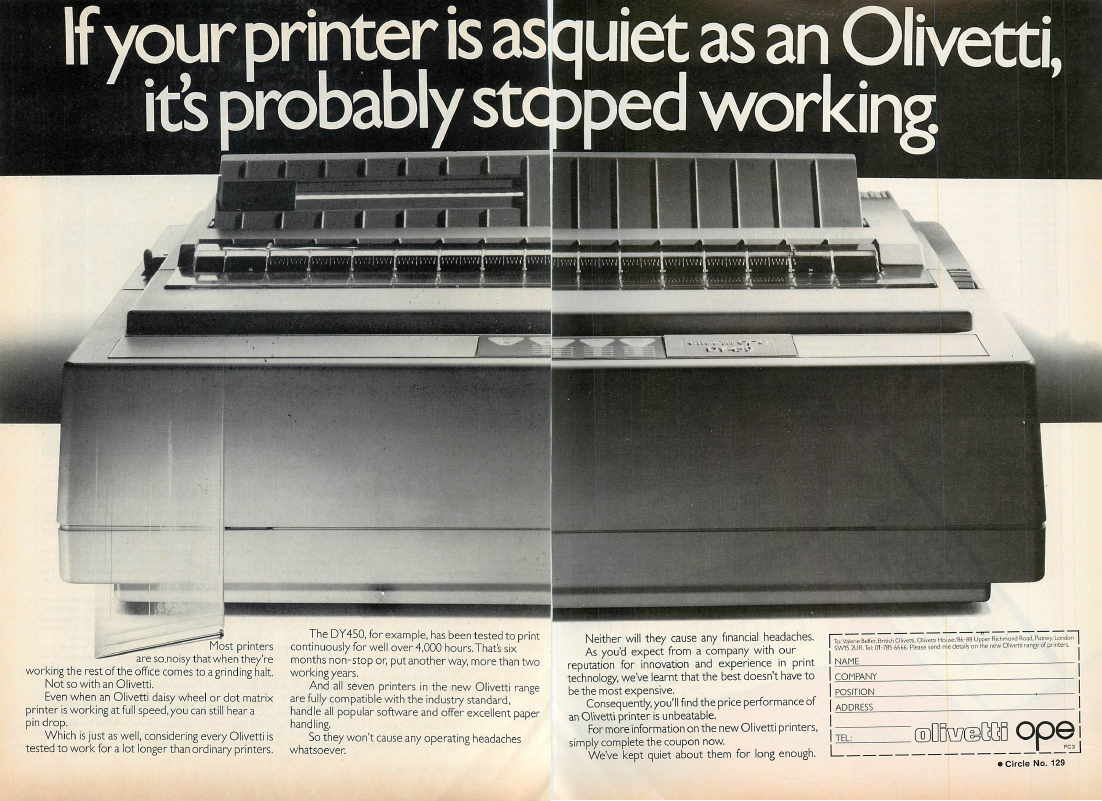 If your printer is as quiet as an Olivetti,
it's probably stopped working.
DY450
Most printers
are so noisy that when they're
working the rest of the office comes to a grinding halt.
Not so with an Olivetti.
Even when an Olivetti daisy wheel or dot matrix
printer is working at full speed, you can still hear a
pin drop.
Which is just as well, considering every Olivetti is
tested to work for a lot longer than ordinary printers.
The DY450, for example, has been tested to print
continuously for well over 4,000 hours. That's six
months non-stop or, put another way, more than two
working years.
And all seven printers in the new Olivetti range
are fully compatible with the industry standard,
handle all popular software and offer excellent paper
handling.
So they won't cause any operating headaches
whatsoever.
Neither will they cause any financial headaches.
As you'd expect from a company with our
reputation for innovation and experience in print
technology, we've learnt that the best doesn't have to
be the most expensive.
Consequently, you'll find the price performance of
an Olivetti printer is unbeatable.
For more information on the new Olivetti printers,
simply complete the coupon now.
We've kept quiet about them for long enough.
To: Valerie Belfer, British Olivetti, Olivetti House, 86-88 Upper Richmond Road, Putney, London
SW15 2UR. Tel: 01-785 6666. Please send me details on the new Olivetti range of printers.
NAME
COMPANY
POSITION
ADDRESS
TEL:
olivetti ope
PC3
● Circle No. 129